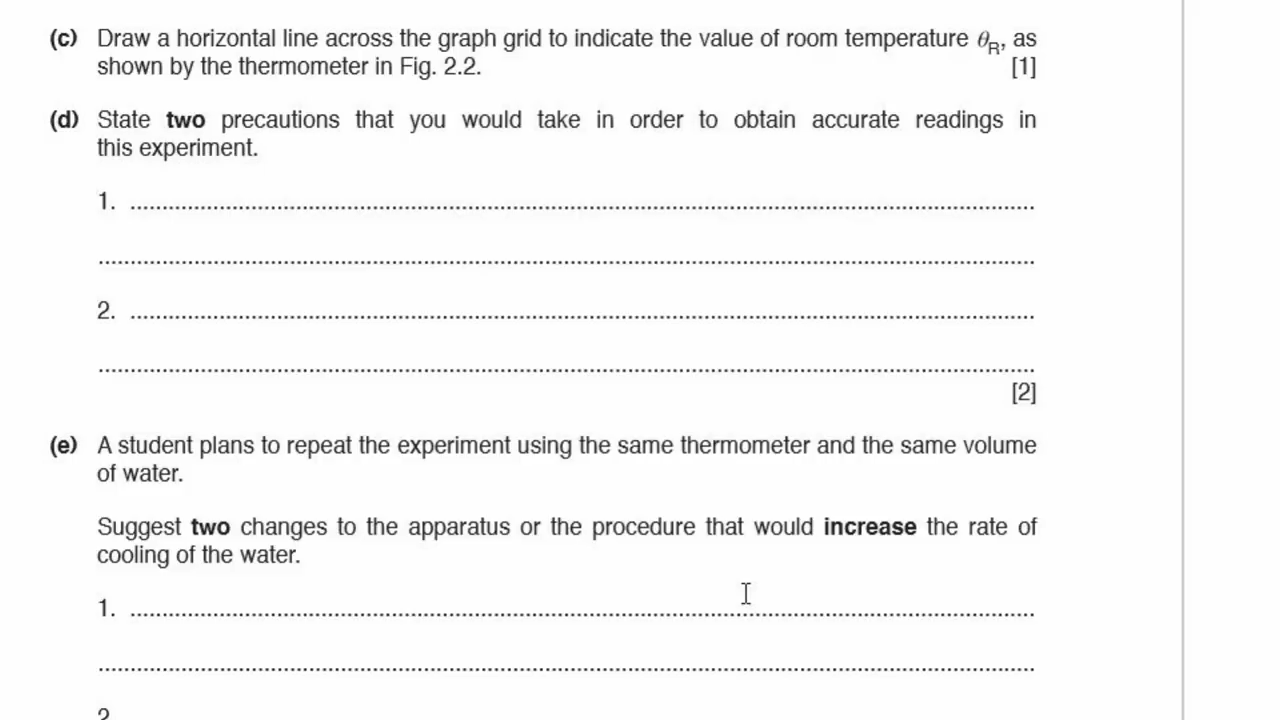 (c) Draw a horizontal line across the graph grid to indicate the value of room temperature θR, as
shown by the thermometer in Fig. 2.2. [1]
(d) State two precautions that you would take in order to obtain accurate readings in
this experiment.
1. ................................................................................
................................................................................
2. ................................................................................
................................................................................
[2]
(e) A student plans to repeat the experiment using the same thermometer and the same volume
of water.
Suggest two changes to the apparatus or the procedure that would increase the rate of
cooling of the water.
1. ................................................................................
................................................................................
2